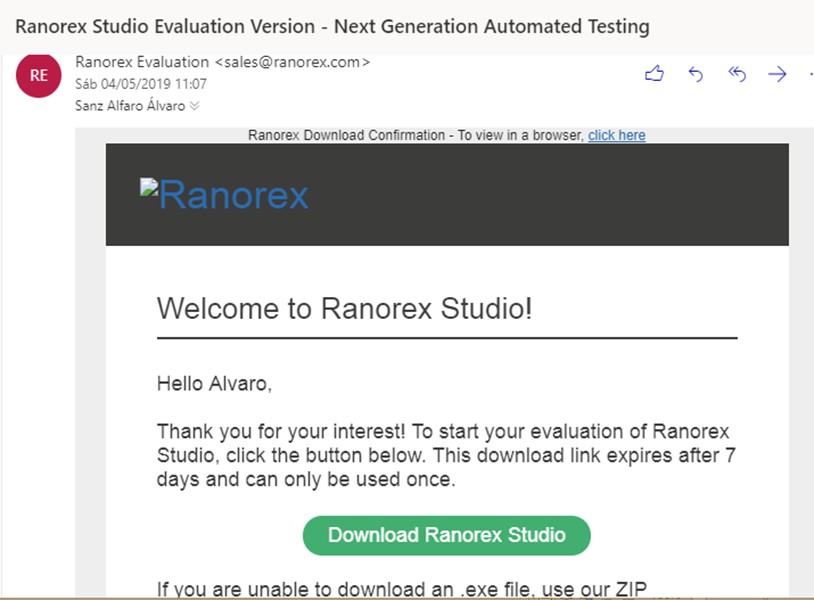 Ranorex Studio Evaluation Version - Next Generation Automated Testing
RE
Ranorex Evaluation <sales@ranorex.com>
Sáb 04/05/2019 11:07
Sanz Alfaro Álvaro
Ranorex Download Confirmation - To view in a browser, click here
Ranorex
Welcome to Ranorex Studio!
Hello Alvaro,
Thank you for your interest! To start your evaluation of Ranorex
Studio, click the button below. This download link expires after 7
days and can only be used once.
Download Ranorex Studio
If you are unable to download an .exe file, use our ZIP